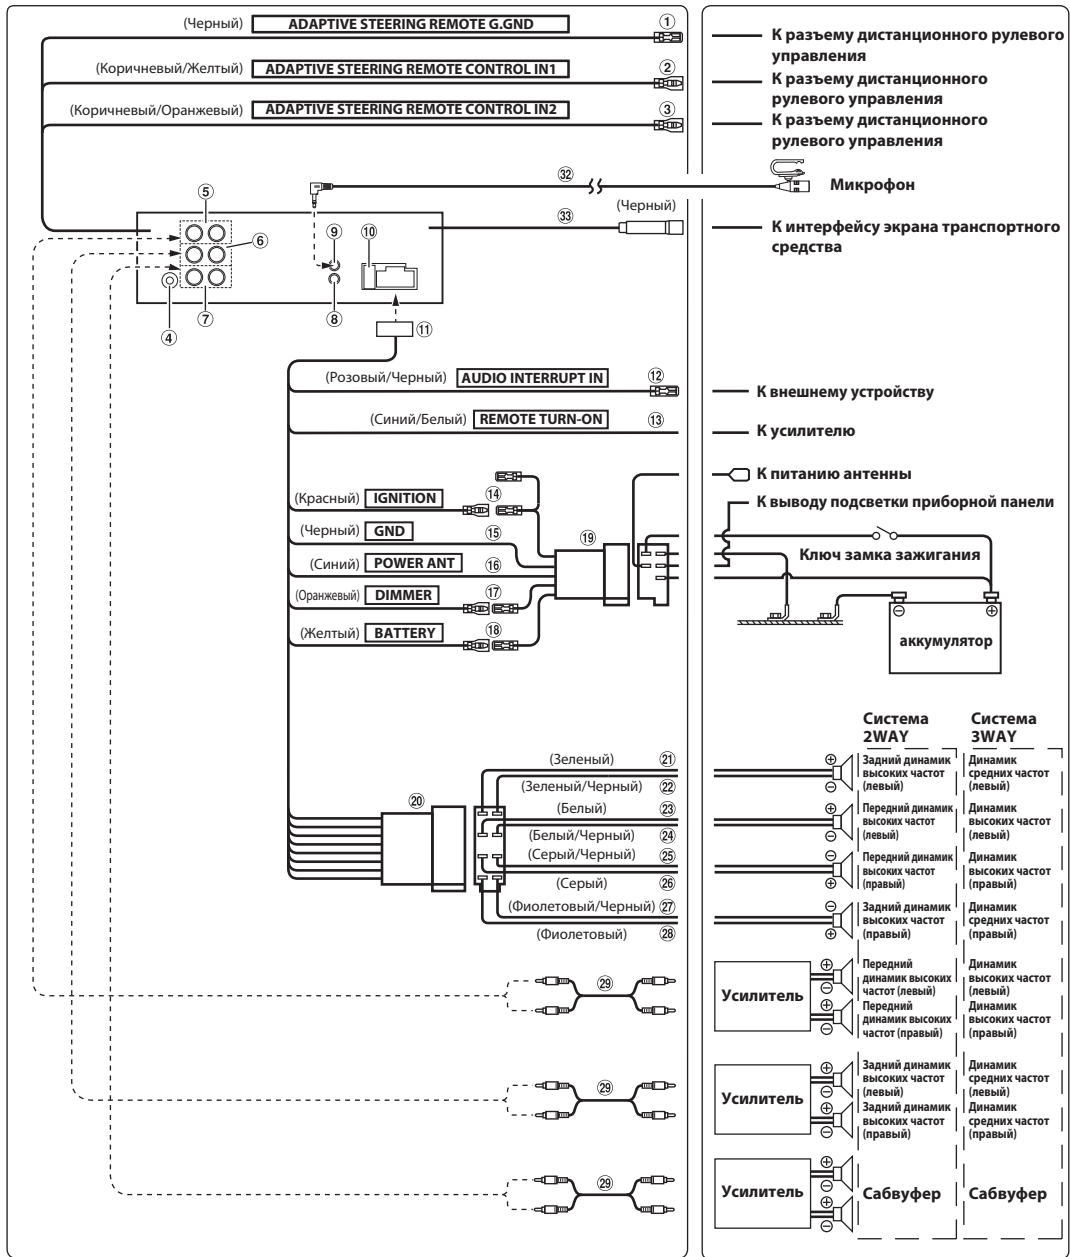 (Черный) ADAPTIVE STEERING REMOTE G.GND ①
К разъему дистанционного рулевого
управления
(Коричневый/Желтый) ADAPTIVE STEERING REMOTE CONTROL IN1 ②
К разъему дистанционного
рулевого управления
(Коричневый/Оранжевый) ADAPTIVE STEERING REMOTE CONTROL IN2 ③
К разъему дистанционного
рулевого управления
㉜
Микрофон
⑤
⑥
⑨
⑩
㉝
(Черный)
К интерфейсу экрана транспортного
средства
④
⑦
⑧
⑪
(Розовый/Черный) AUDIO INTERRUPT IN ⑫
К внешнему устройству
(Синий/Белый) REMOTE TURN-ON ⑬
К усилителю
К питанию антенны
(Красный) IGNITION ⑭
К выводу подсветки приборной панели
(Черный) GND ⑮
⑲
Ключ замка зажигания
(Синий) POWER ANT ⑯
(Оранжевый) DIMMER ⑰
⊖ ⊕
(Желтый) BATTERY ⑱
аккумулятор
Система
2WAY
Система
3WAY
⑳
(Зеленый) ㉑
(Зеленый/Черный) ㉒
⊕
⊖
Задний динамик
высоких частот
(левый)
Динамик
средних частот
(левый)
(Белый) ㉓
(Белый/Черный) ㉔
⊕
⊖
Передний динамик
высоких частот
(левый)
Динамик
высоких частот
(левый)
(Серый/Черный) ㉕
(Серый) ㉖
⊖
⊕
Передний динамик
высоких частот
(правый)
Динамик
высоких частот
(правый)
(Фиолетовый/Черный) ㉗
(Фиолетовый) ㉘
⊖
⊕
Задний динамик
высоких частот
(правый)
Динамик
средних частот
(правый)
㉙
Усилитель
⊕
⊖
Передний
динамик высоких
частот (левый)
Динамик
высоких частот
(левый)
⊕
⊖
Передний
динамик высоких
частот (правый)
Динамик
высоких частот
(правый)
㉙
Усилитель
⊕
⊖
Задний динамик
высоких частот
(левый)
Динамик
средних частот
(левый)
⊕
⊖
Задний динамик
высоких частот
(правый)
Динамик
средних частот
(правый)
㉙
Усилитель
⊕
⊖
⊕
⊖
Сабвуфер
Сабвуфер